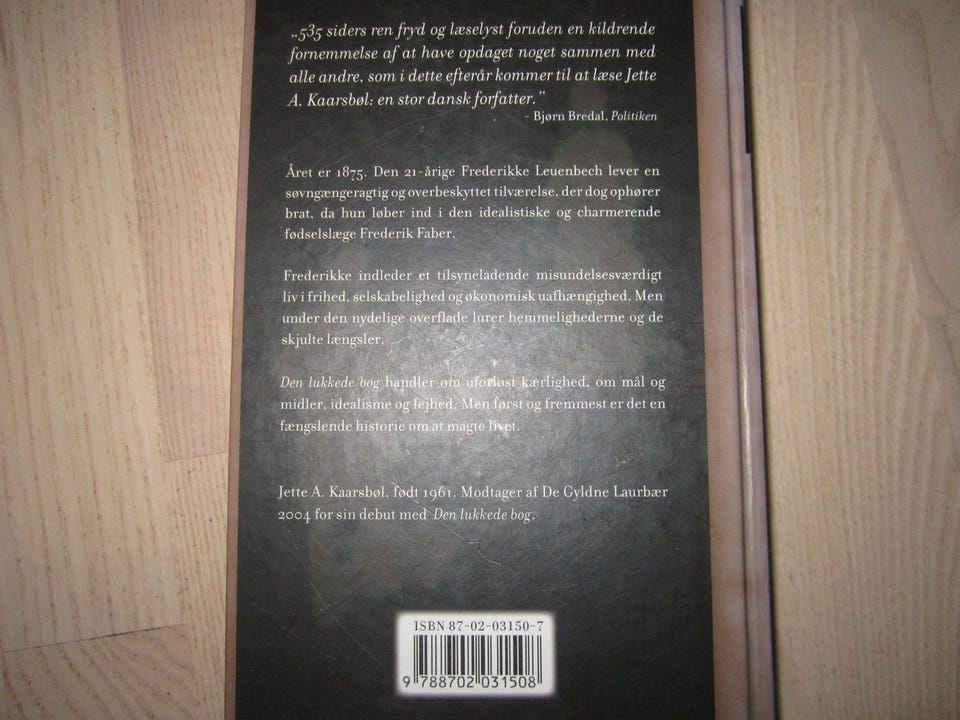 „535 siders ren fryd og læselyst foruden en kildrende
fornemmelse af at have opdaget noget sammen med
alle andre, som i dette efterår kommer til at læse Jette
A. Kaarsbøl: en stor dansk forfatter.”
- Bjørn Bredal, Politiken
Året er 1875. Den 21-årige Frederikke Leuenbech lever en
søvngængeragtig og overbeskyttet tilværelse, der dog ophører
brat, da hun løber ind i den idealistiske og charmerende
fødselslæge Frederik Faber.
Frederikke indleder et tilsyneladende misundelsesværdigt
liv i frihed, selskabelighed og økonomisk uafhængighed. Men
under den nydelige overflade lurer hemmelighederne og de
skjulte længsler.
Den lukkede bog handler om uforløst kærlighed, om mål og
midler, idealisme og fejhed. Men først og fremmest er det en
fængslende historie om at magte livet.
Jette A. Kaarsbøl, født 1961. Modtager af De Gyldne Laurbær
2004 for sin debut med Den lukkede bog.
ISBN 87-02-03150-7
9 788702 031508